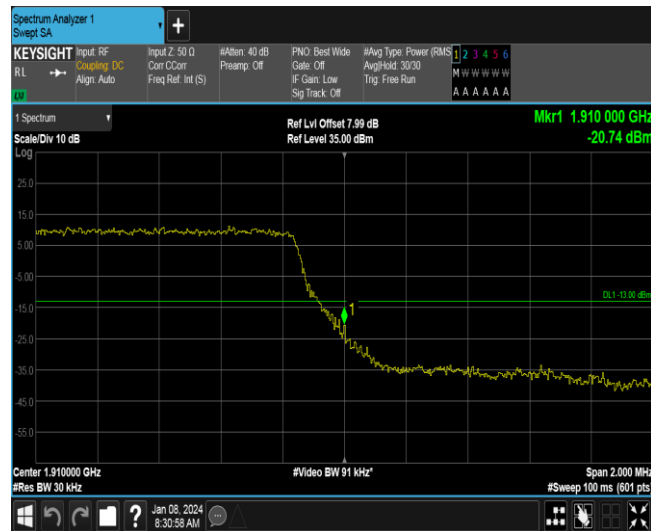 Spectrum Analyzer 1
Swept SA
+
KEYSIGHT
RL
LXI
Input: RF
Coupling: DC
Align: Auto
Input Z: 50 Ω
Corr CCorr
Freq Ref: Int (S)
#Atten: 40 dB
Preamp: Off
PNO: Best Wide
Gate: Off
IF Gain: Low
Sig Track: Off
#Avg Type: Power (RMS
Avg|Hold: 30/30
Trig: Free Run
1 2 3 4 5 6
M W W W W W
A A A A A A
1 Spectrum
Scale/Div 10 dB
Log
Ref Lvl Offset 7.99 dB
Ref Level 35.00 dBm
Mkr1 1.910 000 GHz
-20.74 dBm
25.0
15.0
5.00
-5.00
DL1 -13.00 dBm
-15.0
1
-25.0
-35.0
-45.0
-55.0
Center 1.910000 GHz
#Res BW 30 kHz
#Video BW 91 kHz*
Span 2.000 MHz
#Sweep 100 ms (601 pts)
?
Jan 08, 2024
8:30:58 AM